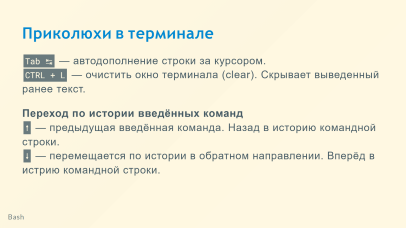 Приколюхи в терминале
Tab ↹ — автодополнение строки за курсором.
CTRL + L — очистить окно терминала (clear). Скрывает выведенный
ранее текст.
Переход по истории введённых команд
↑ — предыдущая введённая команда. Назад в историю командной
строки.
↓ — перемещается по истории в обратном направлении. Вперёд в
истрию командной строки.
Bash